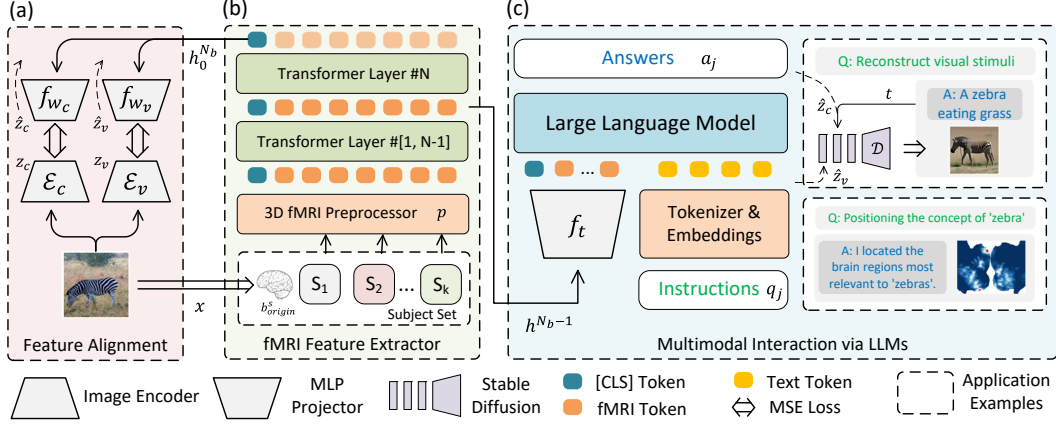 (a)
h_0^{N_b}
f_{w_c}
f_{w_v}
ẑ_c
ẑ_v
z_c
z_v
ℰ_c
ℰ_v
x
Feature Alignment
(b)
Transformer Layer #N
Transformer Layer #[1, N-1]
3D fMRI Preprocessor p
b_{origin}^s
S_1
S_2
...
S_k
Subject Set
fMRI Feature Extractor
(c)
Answers a_j
Large Language Model
...
f_t
Tokenizer &
Embeddings
Instructions q_j
h^{N_b−1}
Q: Reconstruct visual stimuli
ẑ_c
t
A: A zebra
eating grass
𝒟
ẑ_v
Q: Positioning the concept of 'zebra'
A: I located the
brain regions most
relevant to 'zebras'.
Multimodal Interaction via LLMs
Image Encoder
MLP
Projector
Stable
Diffusion
[CLS] Token
fMRI Token
Text Token
MSE Loss
Application
Examples